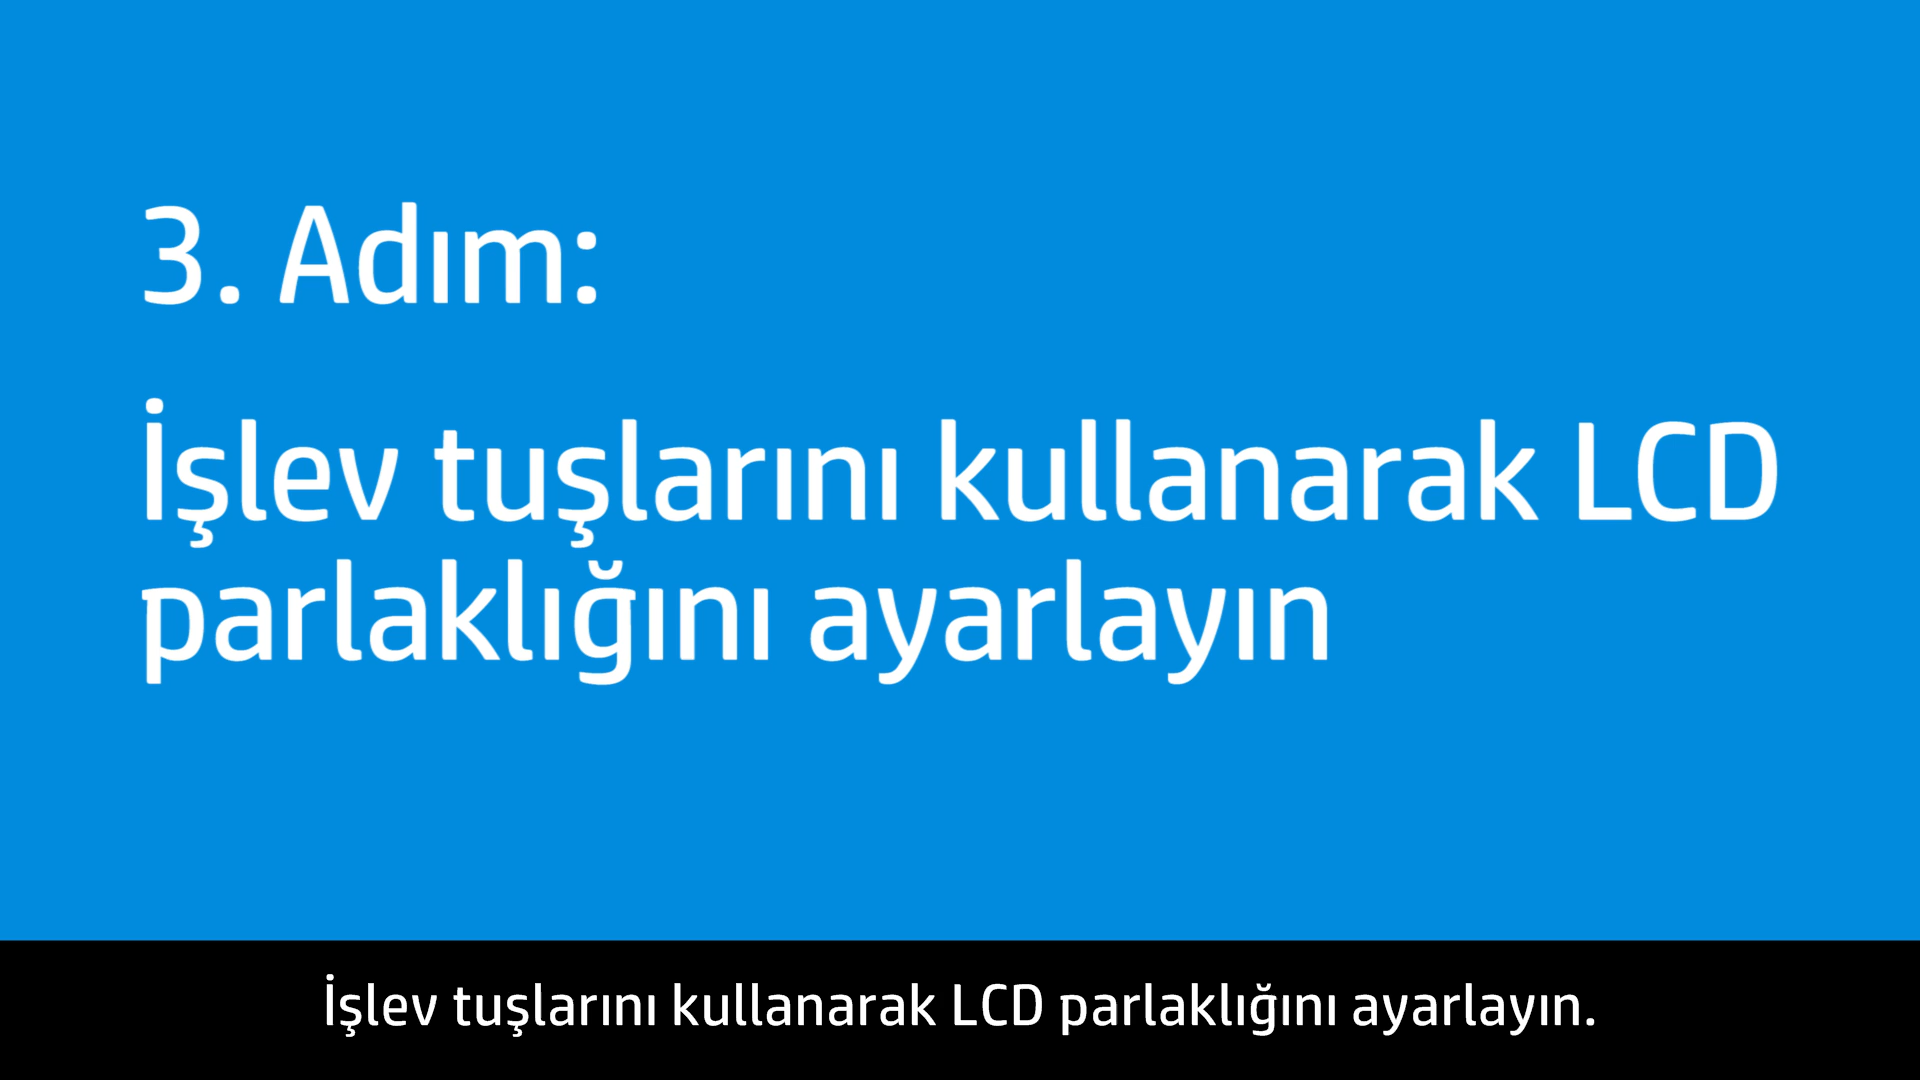 3. Adım:
İşlev tuşlarını kullanarak LCD
parlaklığını ayarlayın
İşlev tuşlarını kullanarak LCD parlaklığını ayarlayın.